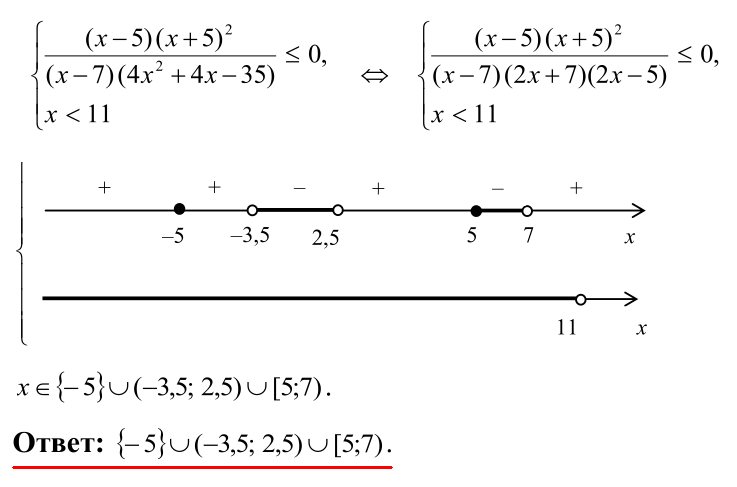 { (x−5)(x+5)² / (x−7)(4x²+4x−35) ≤ 0, ⇔ { (x−5)(x+5)² / (x−7)(2x+7)(2x−5) ≤ 0,
x < 11 x < 11
+ + − + − +
−5 −3,5 2,5 5 7 x
11 x
x ∈ {−5} ∪ (−3,5; 2,5) ∪ [5;7).
Ответ: {−5} ∪ (−3,5; 2,5) ∪ [5;7).